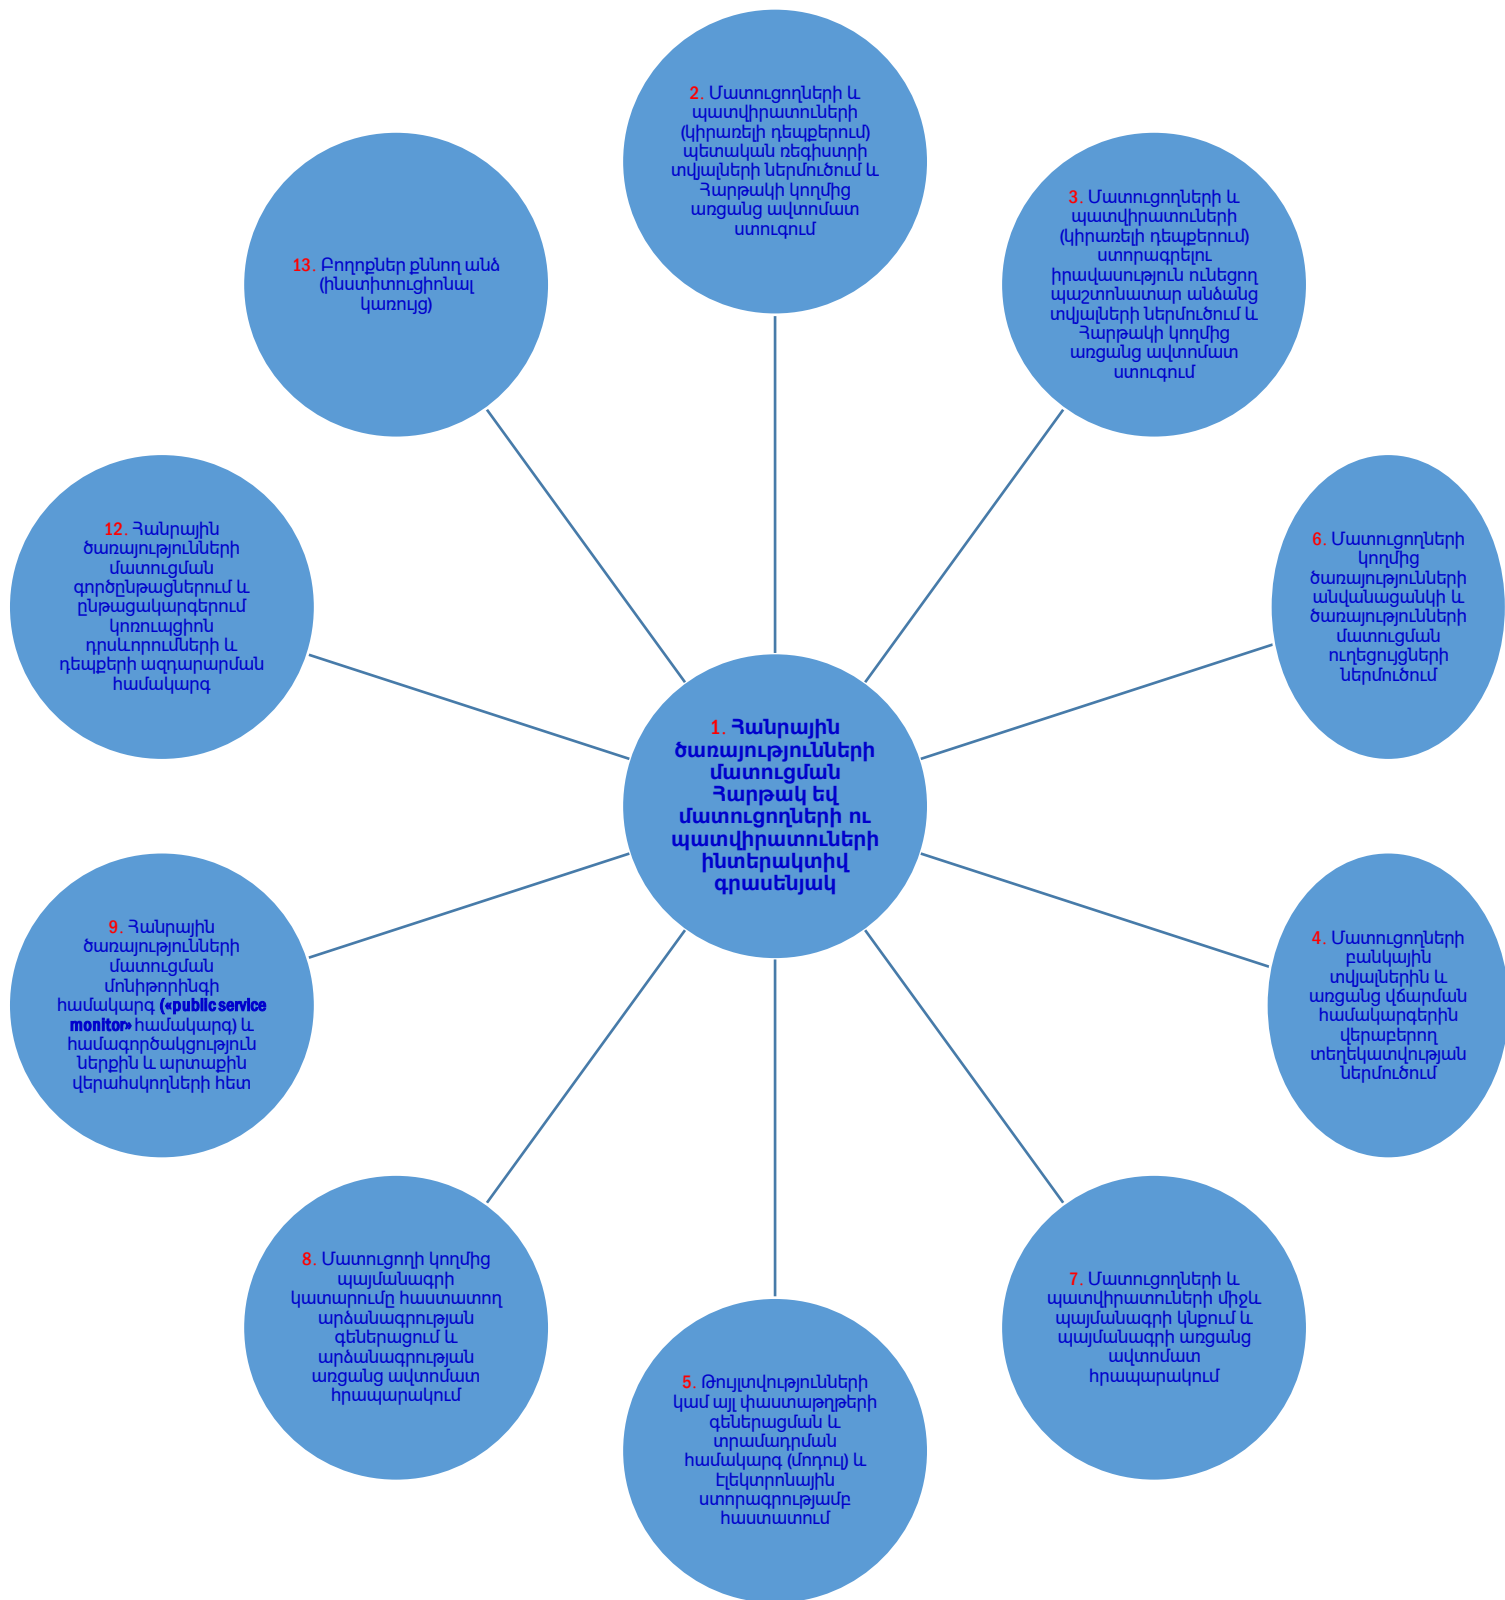 2. Մատուցողների և
պատվիրատուների
(կիրառելի դեպքերում)
պետական ռեգիստրի
տվյալների ներմուծում և
Հարթակի կողմից
առցանց ավտոմատ
ստուգում
3. Մատուցողների և
պատվիրատուների
(կիրառելի դեպքերում)
ստորագրելու
իրավասություն ունեցող
պաշտոնատար անձանց
տվյալների ներմուծում և
Հարթակի կողմից
առցանց ավտոմատ
ստուգում
13. Բողոքներ քննող անձ
(ինստիտուցիոնալ
կառույց)
12. Հանրային
ծառայությունների
մատուցման
գործընթացներում և
ընթացակարգերում
կոռուպցիոն
դրսևորումների և
դեպքերի ազդարարման
համակարգ
6. Մատուցողների
կողմից
ծառայությունների
անվանացանկի և
ծառայությունների
մատուցման
ուղեցույցների
ներմուծում
1. Հանրային
ծառայությունների
մատուցման
Հարթակ եվ
մատուցողների ու
պատվիրատուների
ինտերակտիվ
գրասենյակ
9. Հանրային
ծառայությունների
մատուցման
մոնիթորինգի
համակարգ («public service
monitor» համակարգ) և
համագործակցություն
ներքին և արտաքին
վերահսկողների հետ
4. Մատուցողների
բանկային
տվյալներին և
առցանց վճարման
համակարգերին
վերաբերող
տեղեկատվության
ներմուծում
8. Մատուցողի կողմից
պայմանագրի
կատարումը հաստատող
արձանագրության
գեներացում և
արձանագրության
առցանց ավտոմատ
հրապարակում
7. Մատուցողների և
պատվիրատուների միջև
պայմանագրի կնքում և
պայմանագրի առցանց
ավտոմատ
հրապարակում
5. Թույլտվությունների
կամ այլ փաստաթղթերի
գեներացման և
տրամադրման
համակարգ (մոդուլ) և
էլեկտրոնային
ստորագրությամբ
հաստատում